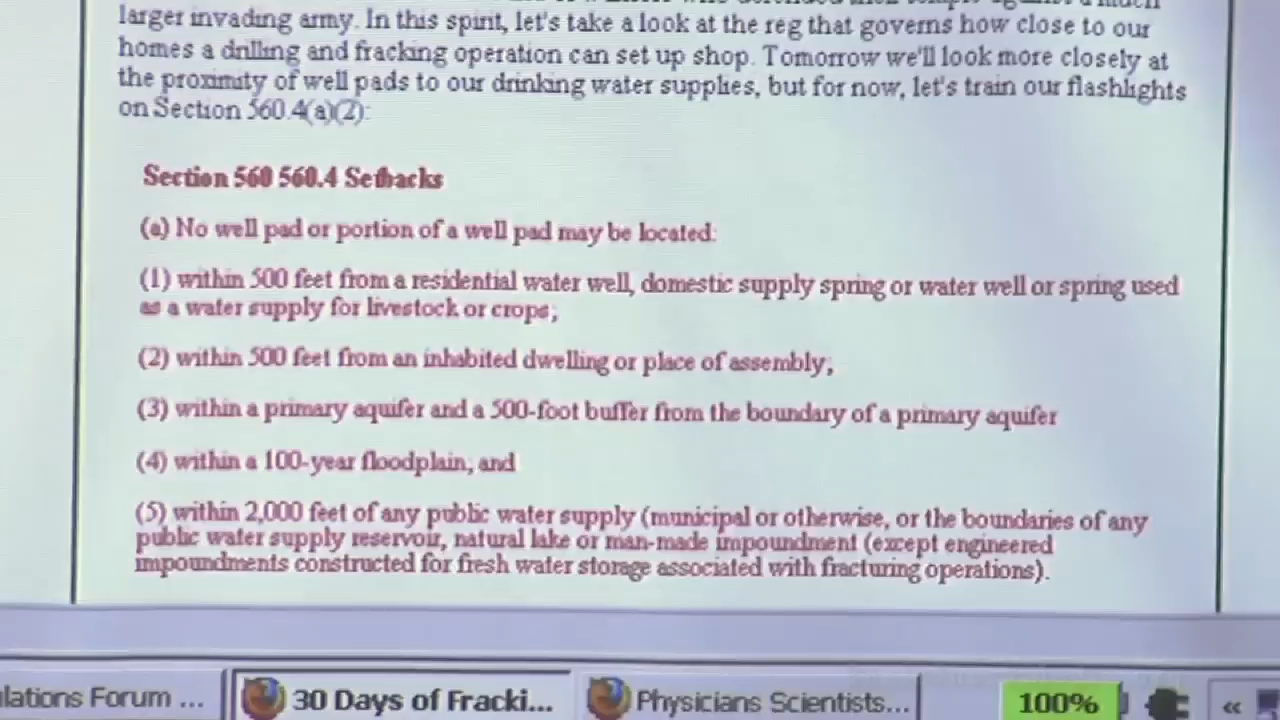 larger invading army. In this spirit, let's take a look at the reg that governs how close to our
homes a drilling and fracking operation can set up shop. Tomorrow we'll look more closely at
the proximity of well pads to our drinking water supplies, but for now, let's train our flashlights
on Section 560.4(a)(2):
Section 560 560.4 Setbacks
(a) No well pad or portion of a well pad may be located:
(1) within 500 feet from a residential water well, domestic supply spring or water well or spring used
as a water supply for livestock or crops;
(2) within 500 feet from an inhabited dwelling or place of assembly;
(3) within a primary aquifer and a 500-foot buffer from the boundary of a primary aquifer
(4) within a 100-year floodplain, and
(5) within 2,000 feet of any public water supply (municipal or otherwise, or the boundaries of any
public water supply reservoir, natural lake or man-made impoundment (except engineered
impoundments constructed for fresh water storage associated with fracturing operations).
lations Forum ... 30 Days of Fracki... Physicians Scientists... 100% «